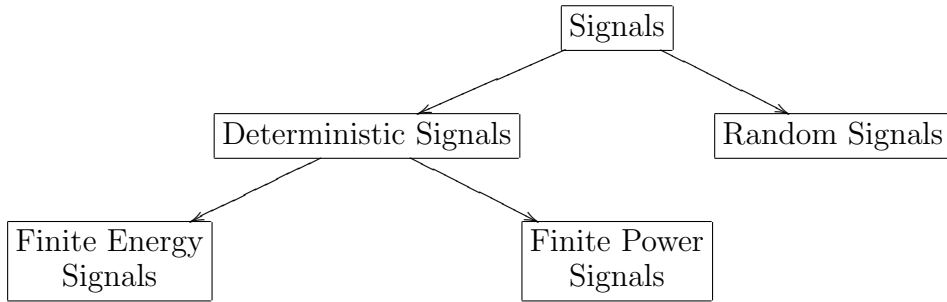 Signals
Deterministic Signals
Random Signals
Finite Energy
Signals
Finite Power
Signals